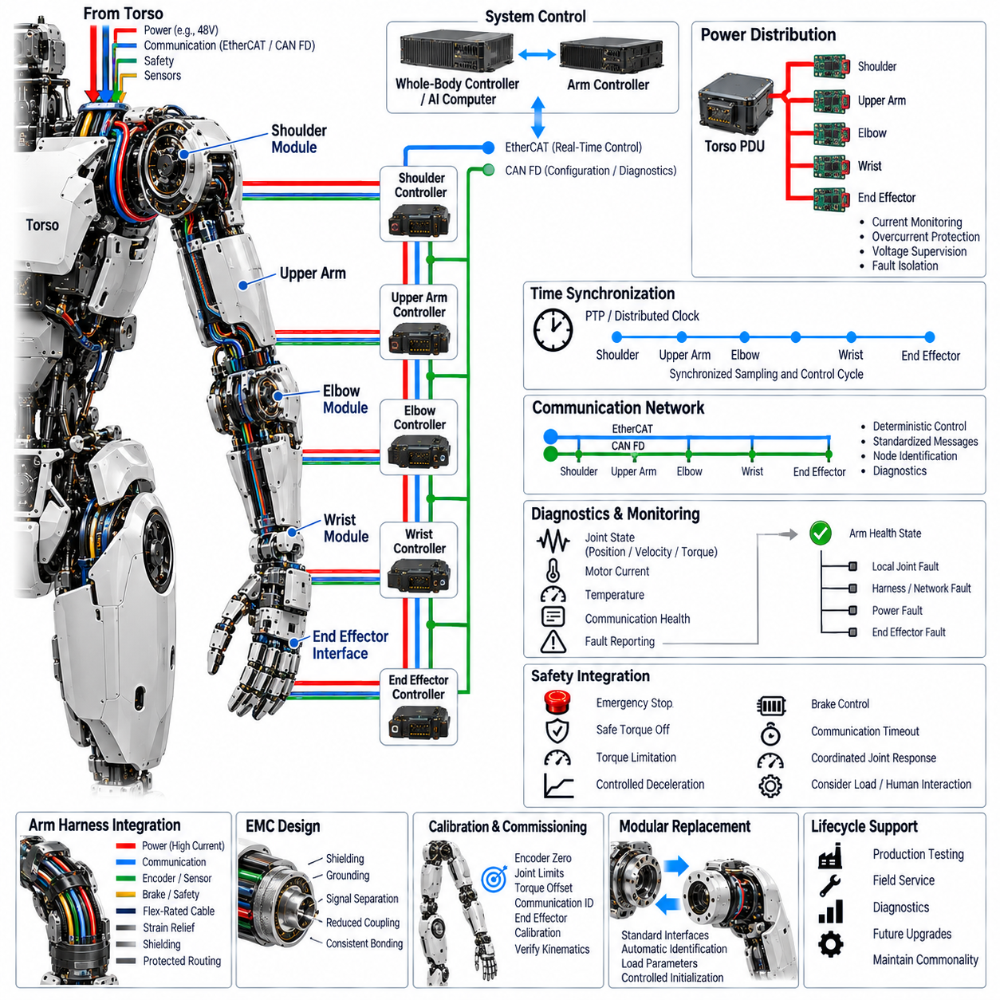 From Torso
Power (e.g., 48V)
Communication (EtherCAT / CAN FD)
Safety
Sensors
Shoulder
Module
Torso
Upper Arm
Elbow
Module
Wrist
Module
End Effector
Interface
System Control
Whole-Body Controller
/ AI Computer
Arm Controller
EtherCAT (Real-Time Control)
CAN FD (Configuration / Diagnostics)
Shoulder
Controller
Upper Arm
Controller
Elbow
Controller
Wrist
Controller
End Effector
Controller
Power Distribution
Torso PDU
Shoulder
Upper Arm
Elbow
Wrist
End Effector
• Current Monitoring
• Overcurrent Protection
• Voltage Supervision
• Fault Isolation
Time Synchronization
PTP / Distributed Clock
Shoulder
Upper Arm
Elbow
Wrist
End Effector
Synchronized Sampling and Control Cycle
Communication Network
EtherCAT
CAN FD
Shoulder
Upper Arm
Elbow
Wrist
End Effector
• Deterministic Control
• Standardized Messages
• Node Identification
• Diagnostics
Diagnostics & Monitoring
Joint State
(Position / Velocity / Torque)
Motor Current
Temperature
Communication Health
Fault Reporting
Arm Health State
Local Joint Fault
Harness / Network Fault
Power Fault
End Effector Fault
Safety Integration
Emergency Stop
Safe Torque Off
Torque Limitation
Controlled Deceleration
Brake Control
Communication Timeout
Coordinated Joint Response
Consider Load / Human Interaction
Arm Harness Integration
Power (High Current)
Communication
Encoder / Sensor
Brake / Safety
Flex-Rated Cable
Strain Relief
Shielding
Protected Routing
EMC Design
Shielding
Grounding
Signal Separation
Reduced Coupling
Consistent Bonding
Calibration & Commissioning
Encoder Zero
Joint Limits
Torque Offset
Communication ID
End Effector
Calibration
Verify Kinematics
Modular Replacement
Standard Interfaces
Automatic Identification
Load Parameters
Controlled Initialization
Lifecycle Support
Production Testing
Field Service
Diagnostics
Future Upgrades
Maintain Commonality